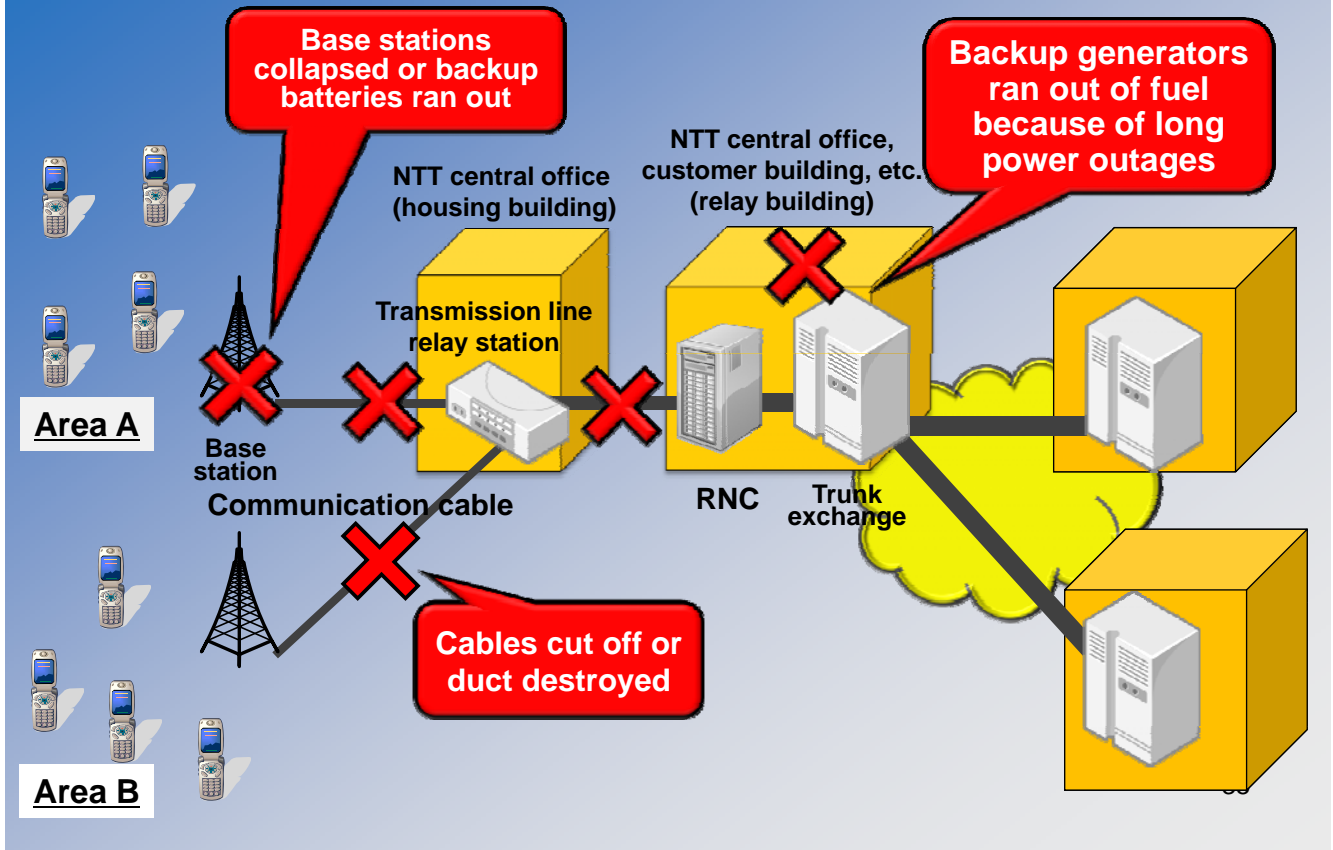 Base stations
collapsed or backup
batteries ran out
Backup generators
ran out of fuel
because of long
power outages
NTT central office
(housing building)
NTT central office,
customer building, etc.
(relay building)
Transmission line
relay station
Area A
Base
station
Communication cable
RNC
Trunk
exchange
Cables cut off or
duct destroyed
Area B